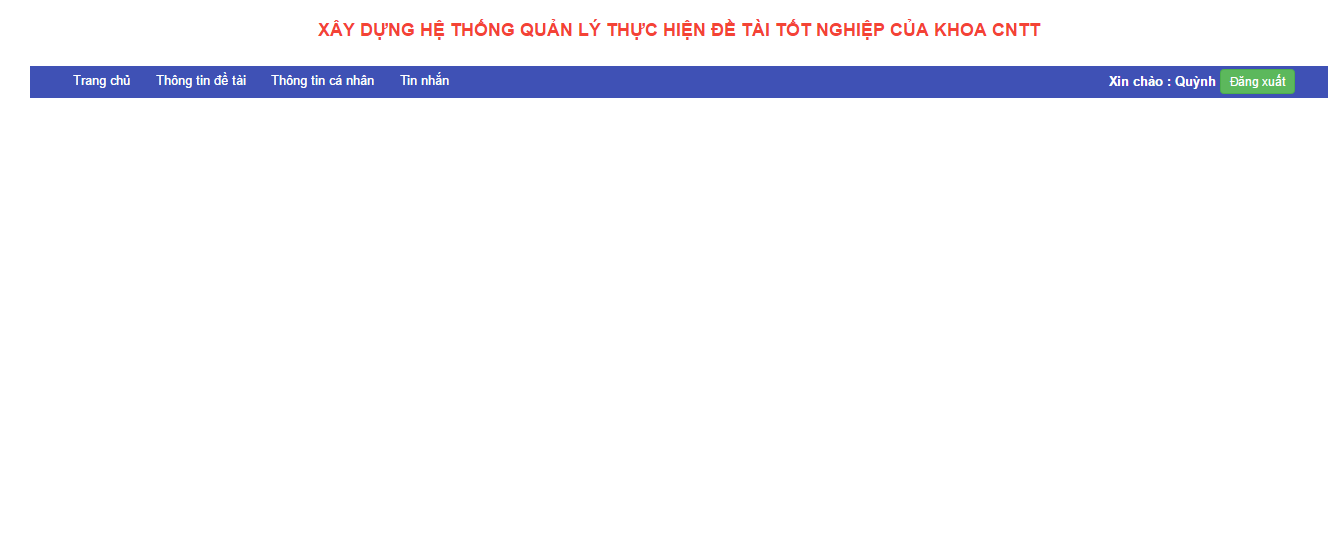 XÂY DỰNG HỆ THỐNG QUẢN LÝ THỰC HIỆN ĐỀ TÀI TỐT NGHIỆP CỦA KHOA CNTT
Trang chủ Thông tin đề tài Thông tin cá nhân Tin nhắn Xin chào : Quỳnh Đăng xuất